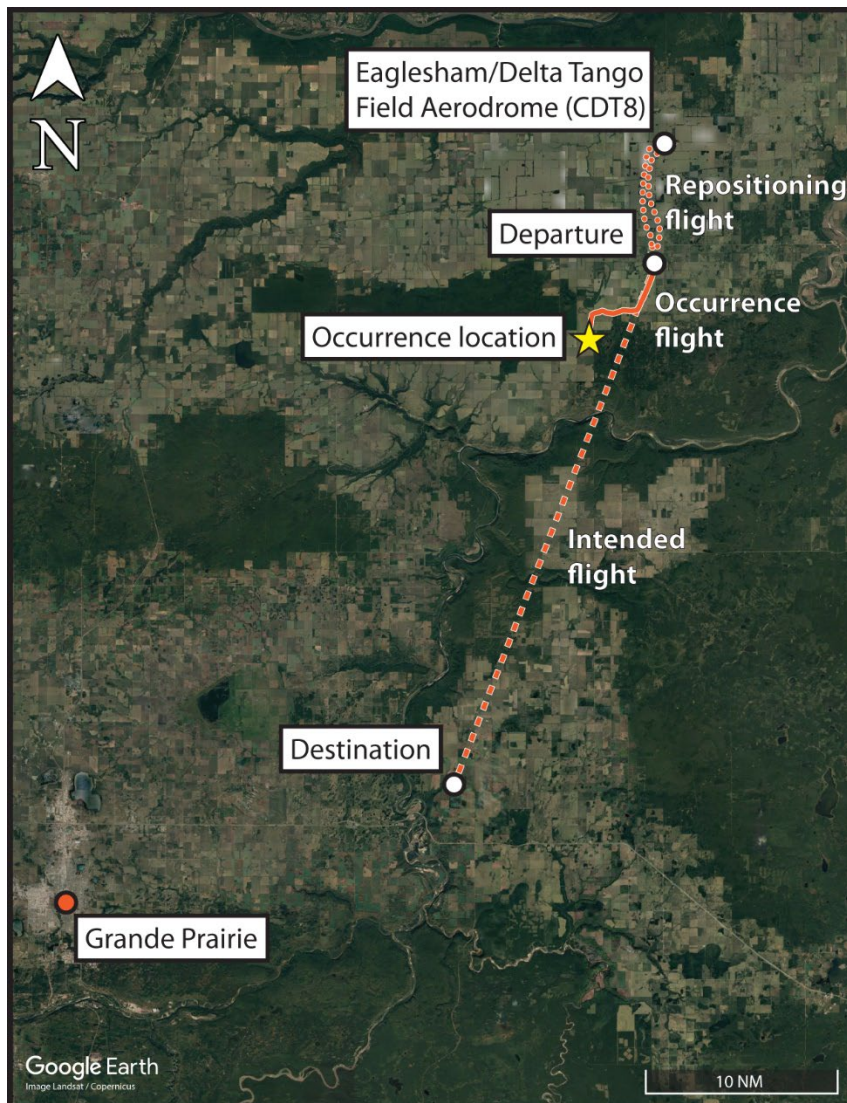 N
Eaglesham/Delta Tango
Field Aerodrome (CDT8)
Repositioning
flight
Departure
Occurrence
flight
Occurrence location
Intended
flight
Destination
Grande Prairie
Google Earth
Image Landsat / Copernicus
10 NM